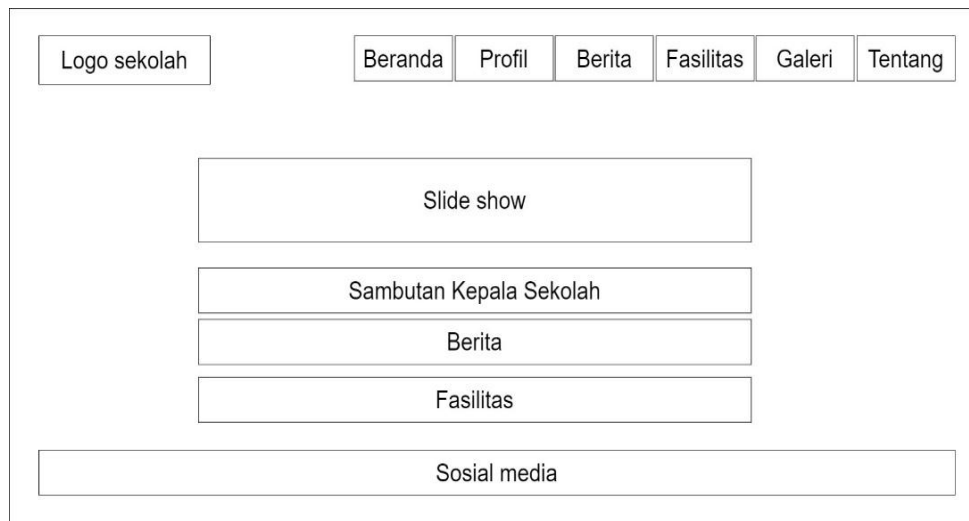 Logo sekolah
Beranda
Profil
Berita
Fasilitas
Galeri
Tentang
Slide show
Sambutan Kepala Sekolah
Berita
Fasilitas
Sosial media